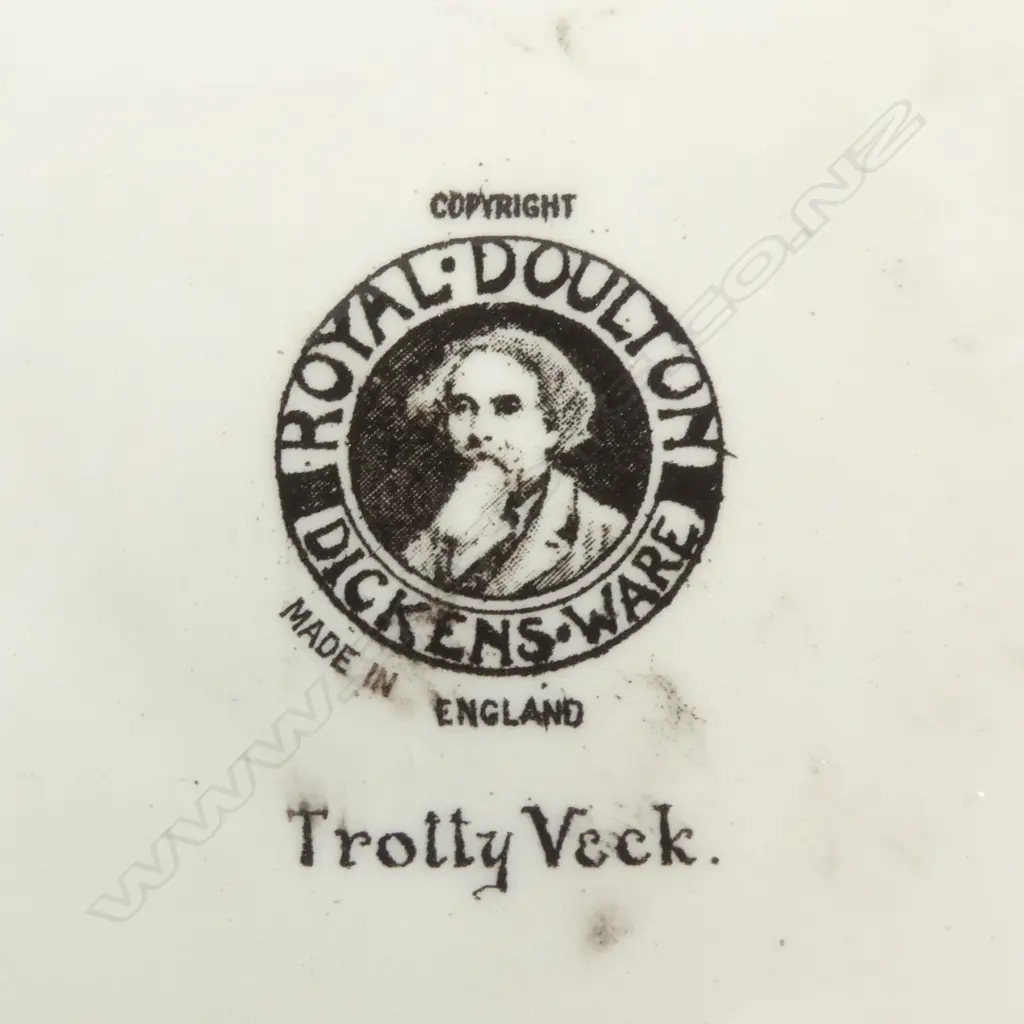 COPYRIGHT
ROYAL·DOULTON
DICKENS·WARE
MADE IN
ENGLAND
Trotty Veck.